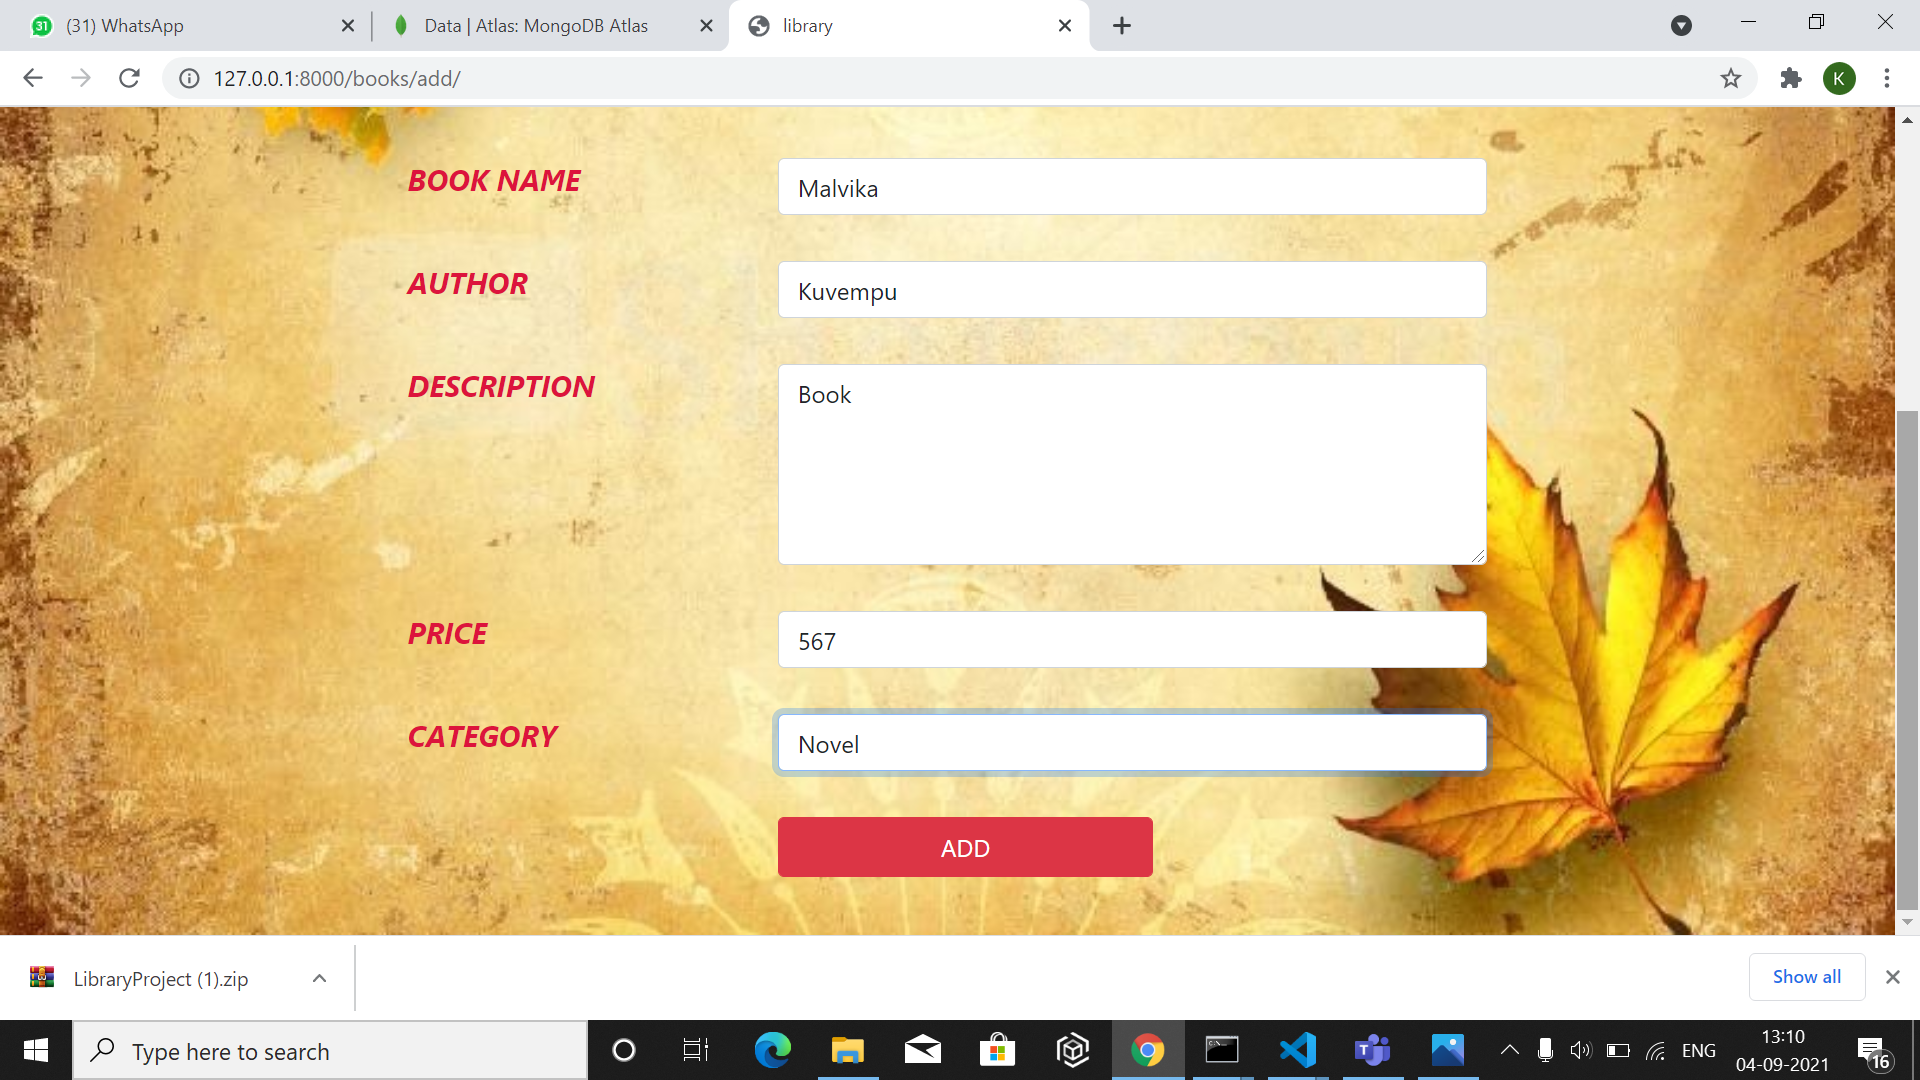 31 (31) WhatsApp
Data | Atlas: MongoDB Atlas
library
127.0.0.1:8000/books/add/
K
BOOK NAME
Malvika
AUTHOR
Kuvempu
DESCRIPTION
Book
PRICE
567
CATEGORY
Novel
ADD
LibraryProject (1).zip
Show all
Type here to search
ENG
13:10
04-09-2021
16